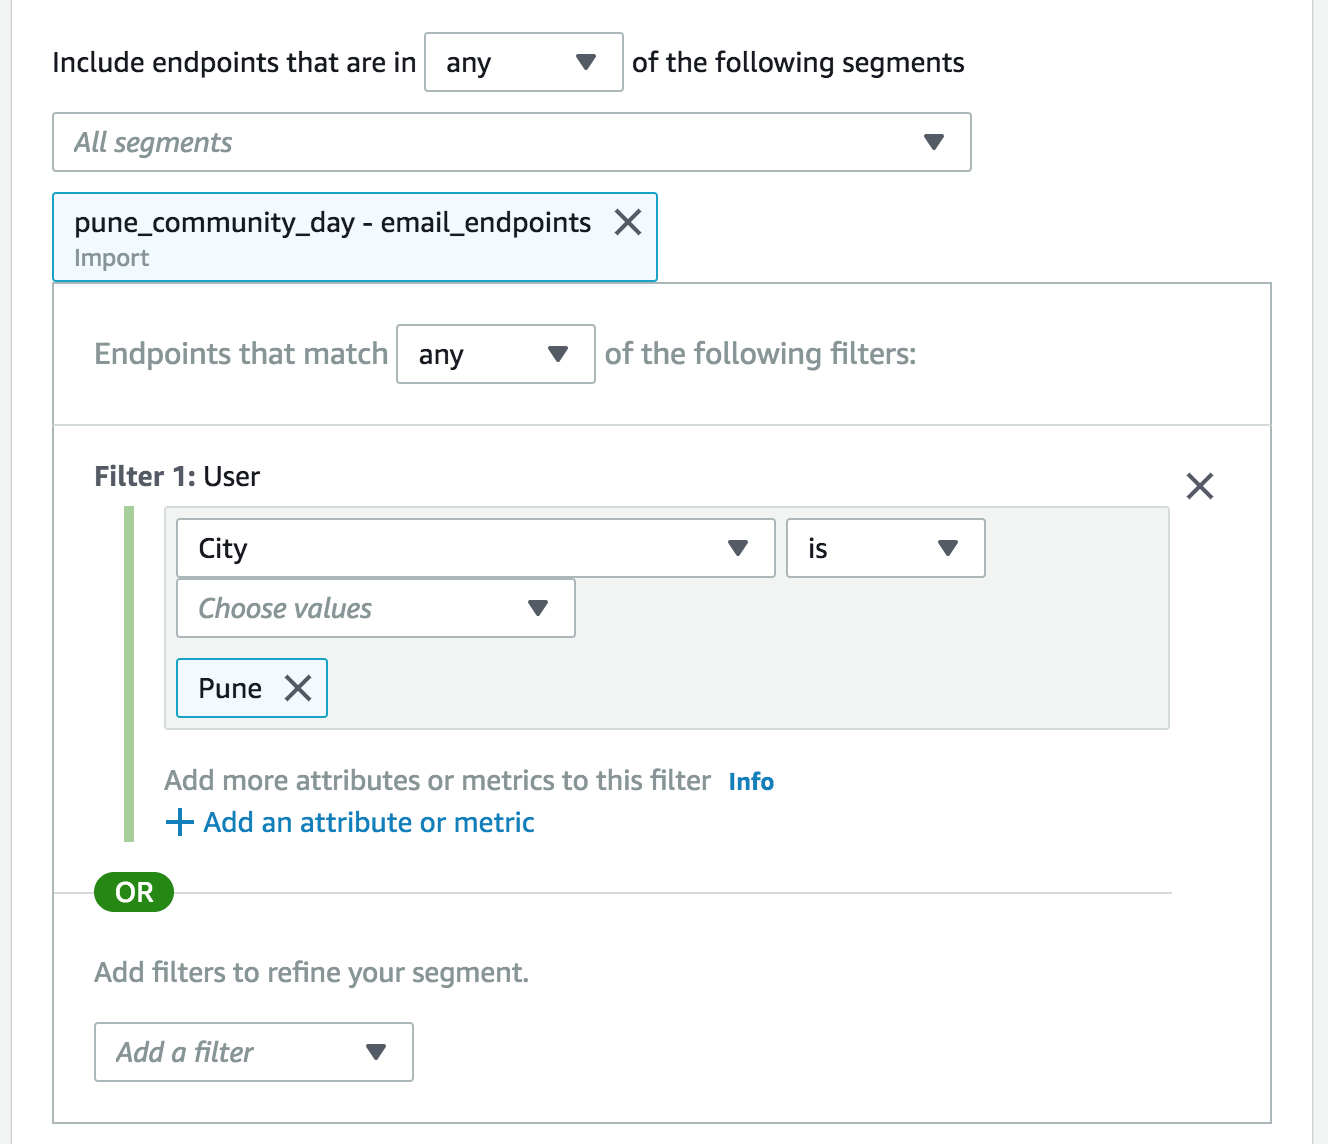 Include endpoints that are in any of the following segments
All segments
pune_community_day - email_endpoints
Import
Endpoints that match any of the following filters:
Filter 1: User
City is
Choose values
Pune
Add more attributes or metrics to this filter Info
Add an attribute or metric
OR
Add filters to refine your segment.
Add a filter